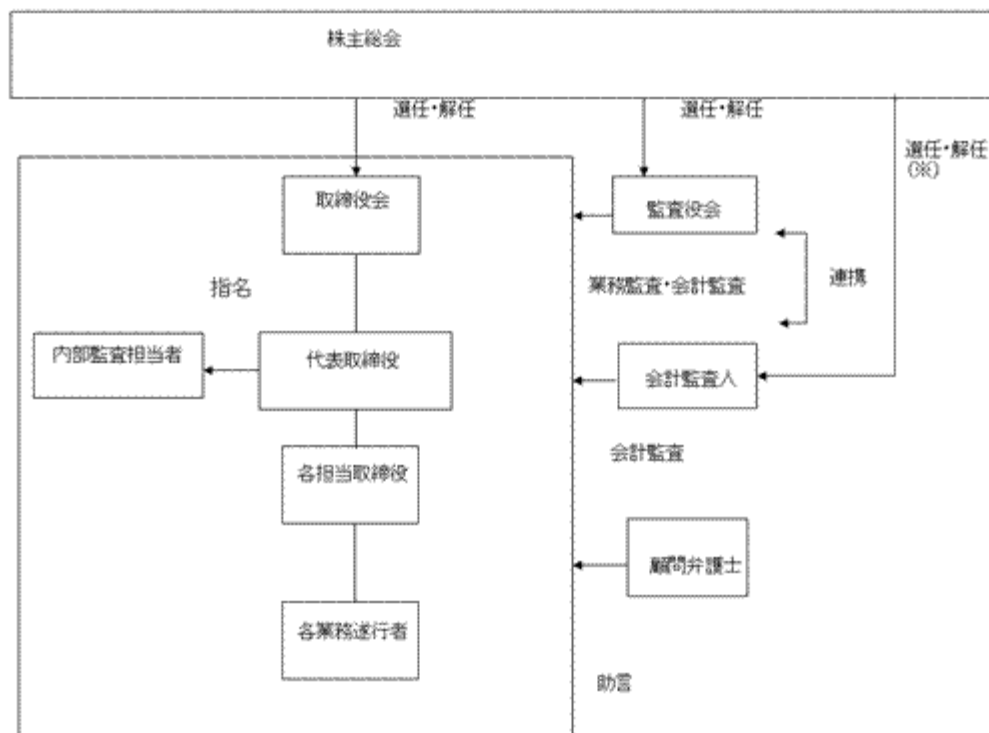 株主総会
選任・解任
選任・解任
選任・解任
(※)
取締役会
監査役会
指名
業務監査・会計監査
連携
内部監査担当者
代表取締役
会計監査人
各担当取締役
会計監査
顧問弁護士
各業務遂行者
助言